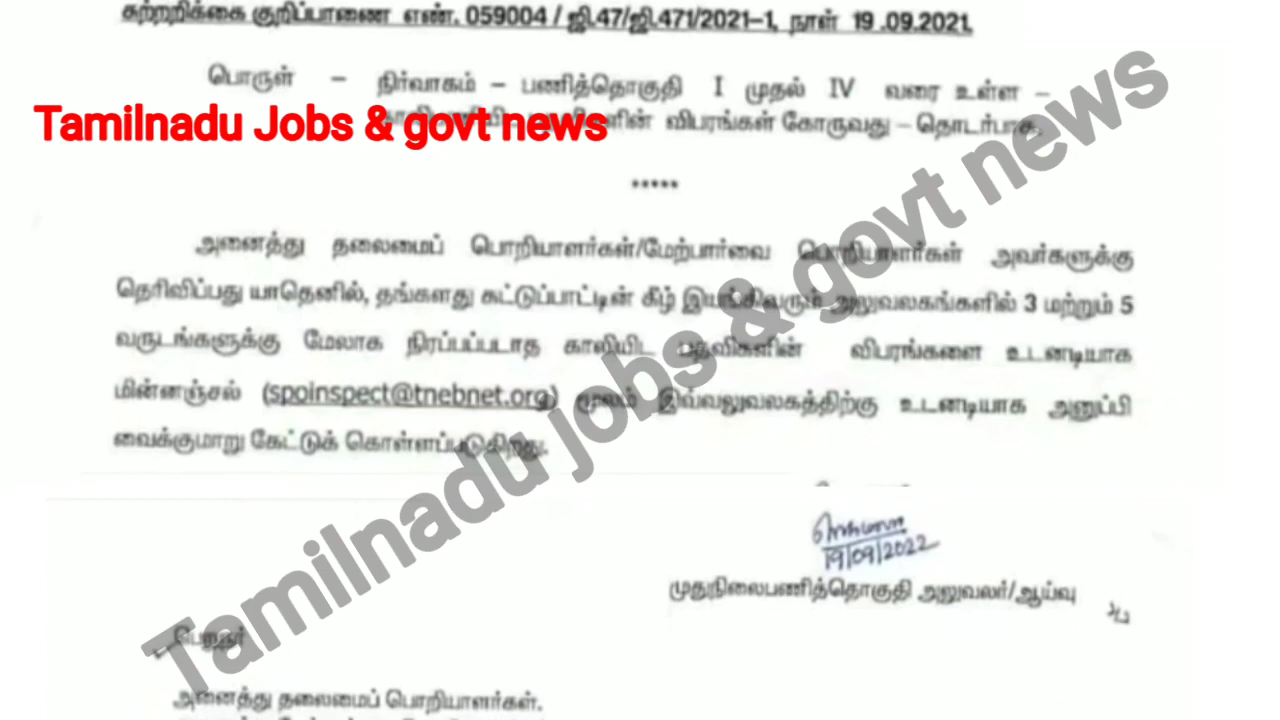 சுற்றறிக்கை குறிப்பாணை எண். 059004 / ஜி.47/ஜி.471/2021–1, நாள் 19 .09.2021.
பொருள் – நிர்வாகம் – பணித்தொகுதி I முதல் IV வரை உள்ள –
Tamilnadu Jobs & govt news
விபரங்கள் கோருவது – தொடர்பாக.
*****
அனைத்து தலைமைப் பொறியாளர்கள்/மேற்பார்வை பொறியாளர்கள் அவர்களுக்கு
தெரிவிப்பது யாதெனில், தங்களது கட்டுப்பாட்டின் கீழ் இயங்கிவரும் அலுவலகங்களில் 3 மற்றும் 5
வருடங்களுக்கு மேலாக நிரப்பப்படாத காலியிட பதவிகளின் விபரங்களை உடனடியாக
மின்னஞ்சல் (spoinspect@tnebnet.org) மூலம் இவ்வலுவலகத்திற்கு உடனடியாக அனுப்பி
வைக்குமாறு கேட்டுக் கொள்ளப்படுகிறது.
Tamilnadu jobs & govt news
19/09/2022
முதுநிலைபணித்தொகுதி அலுவலர்/ஆய்வு
பெறுநர்
அனைத்து தலைமைப் பொறியாளர்கள்.